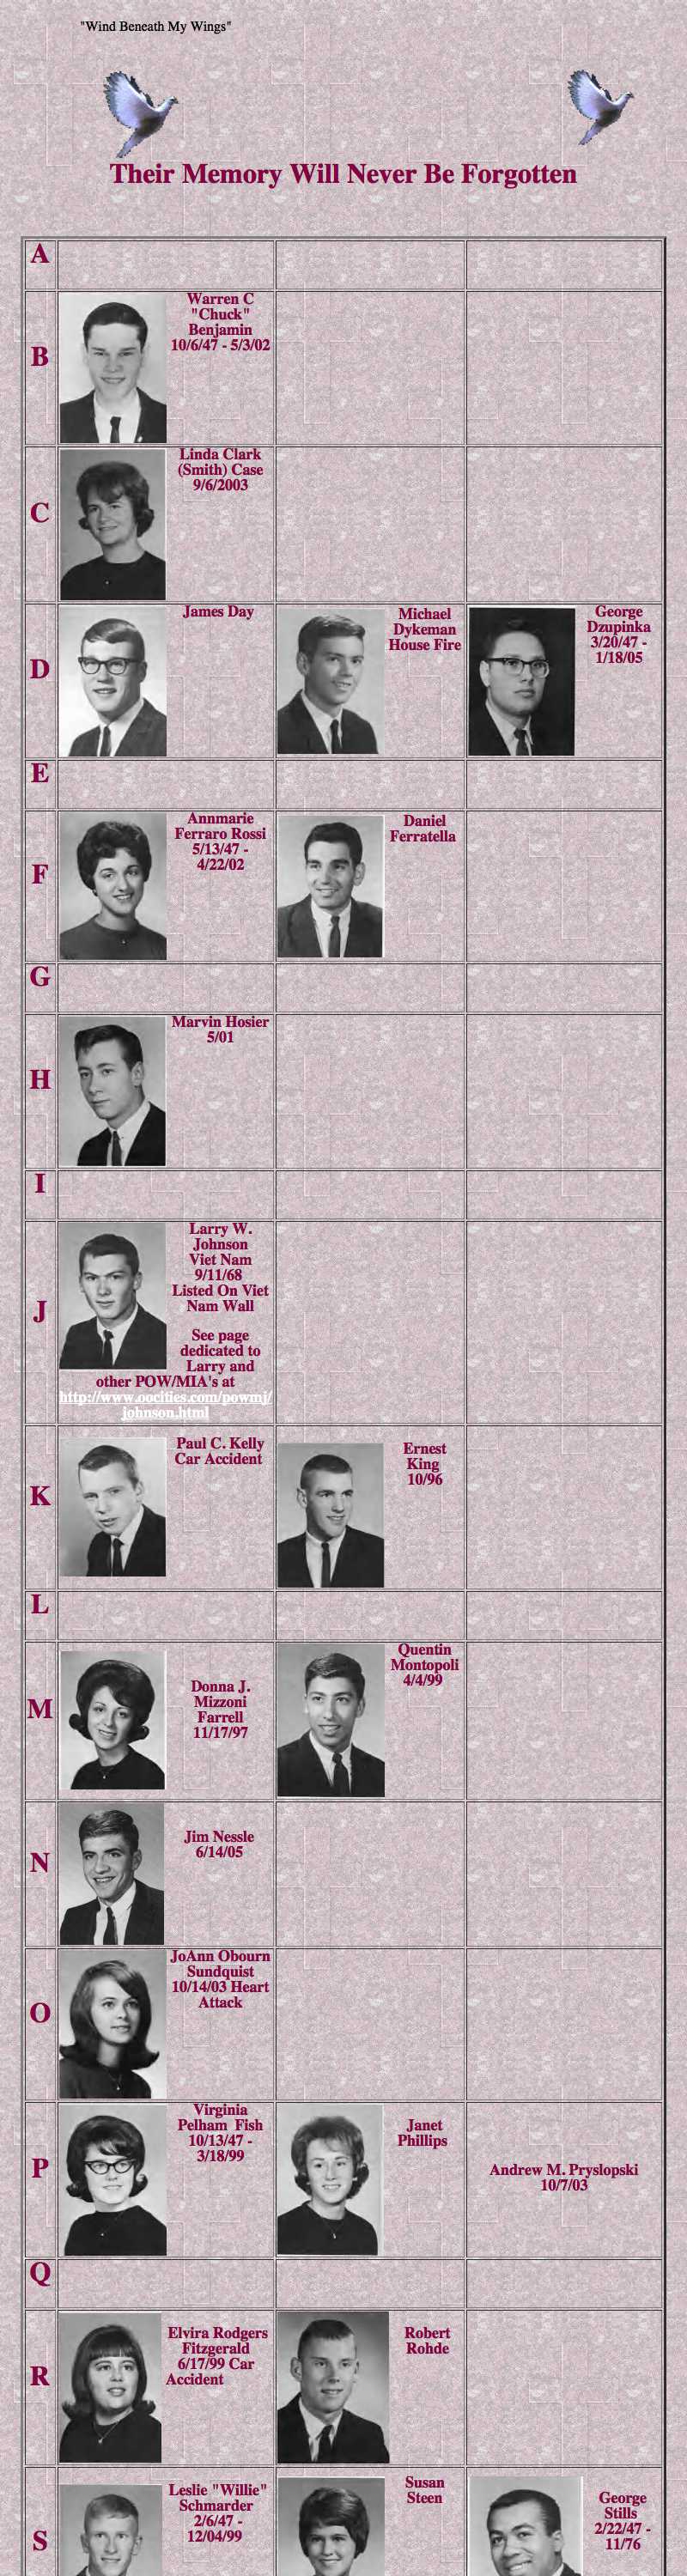 "Wind Beneath My Wings"
Their Memory Will Never Be Forgotten
A
B
Warren C
"Chuck"
Benjamin
10/6/47 - 5/3/02
C
Linda Clark
(Smith) Case
9/6/2003
D
James Day
Michael
Dykeman
House Fire
George
Dzupinka
3/20/47 -
1/18/05
E
F
Annmarie
Ferraro Rossi
5/13/47 -
4/22/02
Daniel
Ferratella
G
H
Marvin Hosier
5/01
I
J
Larry W.
Johnson
Viet Nam
9/11/68
Listed On Viet
Nam Wall
See page
dedicated to
Larry and
other POW/MIA's at
http://www.oocities.com/powmj/
johnson.html
K
Paul C. Kelly
Car Accident
Ernest
King
10/96
L
M
Donna J.
Mizzoni
Farrell
11/17/97
Quentin
Montopoli
4/4/99
N
Jim Nessle
6/14/05
O
JoAnn Obourn
Sundquist
10/14/03 Heart
Attack
P
Virginia
Pelham Fish
10/13/47 -
3/18/99
Janet
Phillips
Andrew M. Pryslopski
10/7/03
Q
R
Elvira Rodgers
Fitzgerald
6/17/99 Car
Accident
Robert
Rohde
S
Leslie "Willie"
Schmarder
2/6/47 -
12/04/99
Susan
Steen
George
Stills
2/22/47 -
11/76